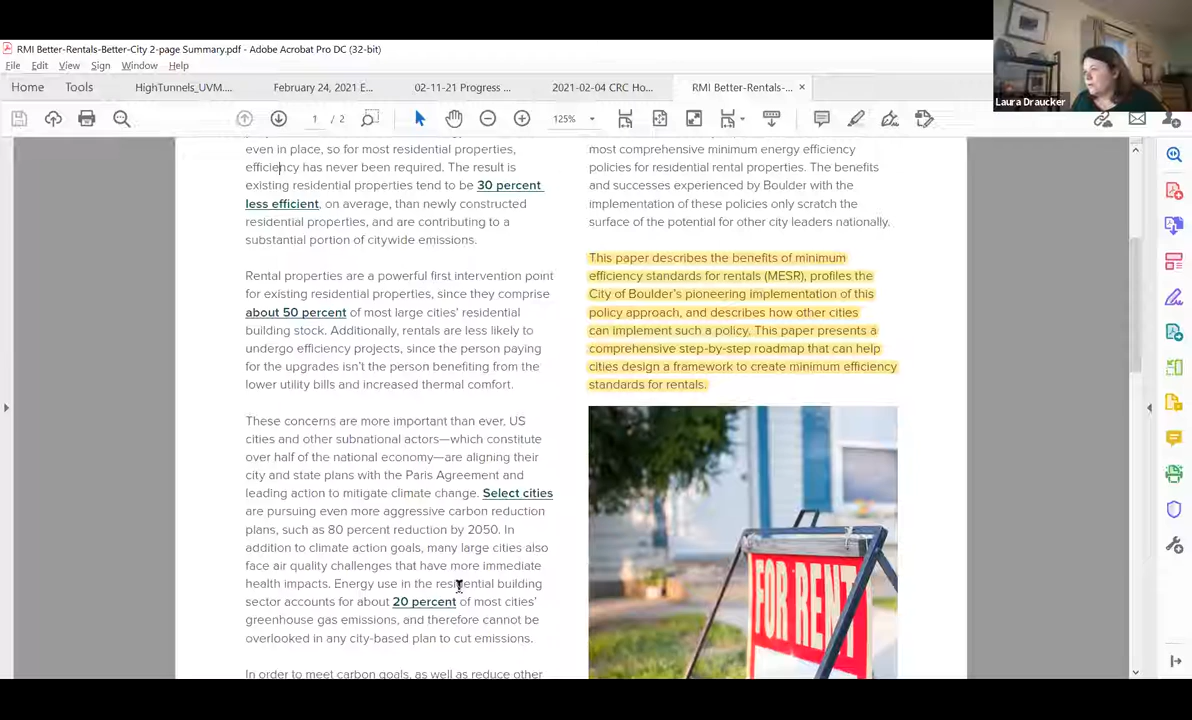 RMI Better-Rentals-Better-City 2-page Summary.pdf - Adobe Acrobat Pro DC (32-bit)
File Edit View Sign Window Help
Home Tools HighTunnels_UVM.... February 24, 2021 E... 02-11-21 Progress ... 2021-02-04 CRC Ho... RMI Better-Rentals-... ×
1 / 2 125%
Laura Draucker
even in place, so for most residential properties,
efficiency has never been required. The result is
existing residential properties tend to be 30 percent
less efficient, on average, than newly constructed
residential properties, and are contributing to a
substantial portion of citywide emissions.
Rental properties are a powerful first intervention point
for existing residential properties, since they comprise
about 50 percent of most large cities' residential
building stock. Additionally, rentals are less likely to
undergo efficiency projects, since the person paying
for the upgrades isn't the person benefiting from the
lower utility bills and increased thermal comfort.
These concerns are more important than ever. US
cities and other subnational actors—which constitute
over half of the national economy—are aligning their
city and state plans with the Paris Agreement and
leading action to mitigate climate change. Select cities
are pursuing even more aggressive carbon reduction
plans, such as 80 percent reduction by 2050. In
addition to climate action goals, many large cities also
face air quality challenges that have more immediate
health impacts. Energy use in the residential building
sector accounts for about 20 percent of most cities'
greenhouse gas emissions, and therefore cannot be
overlooked in any city-based plan to cut emissions.
In order to meet carbon goals, as well as reduce other
most comprehensive minimum energy efficiency
policies for residential rental properties. The benefits
and successes experienced by Boulder with the
implementation of these policies only scratch the
surface of the potential for other city leaders nationally.
This paper describes the benefits of minimum
efficiency standards for rentals (MESR), profiles the
City of Boulder's pioneering implementation of this
policy approach, and describes how other cities
can implement such a policy. This paper presents a
comprehensive step-by-step roadmap that can help
cities design a framework to create minimum efficiency
standards for rentals.
FOR RENT